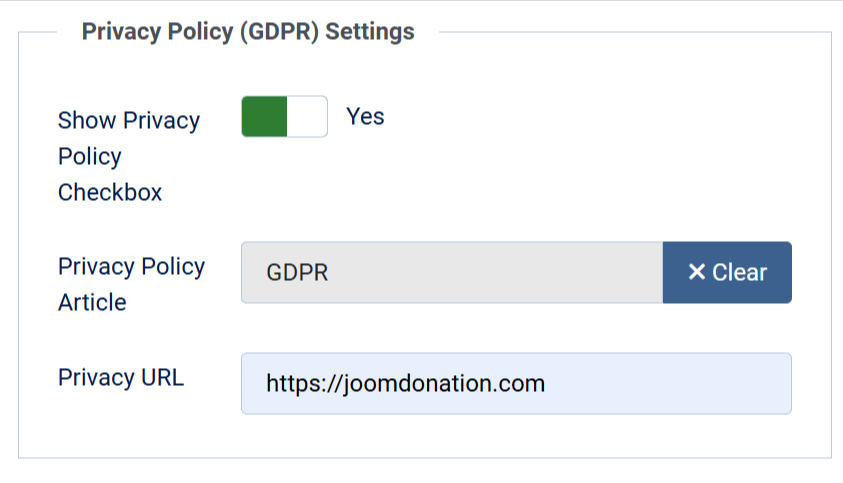 Privacy Policy (GDPR) Settings
Show Privacy
Policy
Checkbox
Yes
Privacy Policy
Article
GDPR
✕ Clear
Privacy URL
https://joomdonation.com